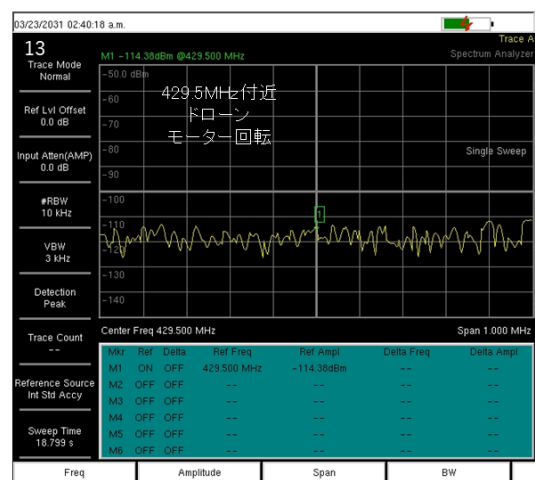 03/23/2031 02:40:18 a.m.
13
Trace A
Spectrum Analyzer
M1 -114.38dBm @429.500 MHz
Trace Mode
Normal
Ref Lvl Offset
0.0 dB
Input Atten(AMP)
0.0 dB
#RBW
10 kHz
VBW
3 kHz
Detection
Peak
Trace Count
--
Reference Source
Int Std Accy
Sweep Time
18.799 s
-50.0 dBm
-60
-70
-80
-90
-100
-110
-120
-130
-140
429.5MHz付近
ドローン
モーター回転
Single Sweep
1
Center Freq 429.500 MHz
Span 1.000 MHz
Mkr Ref Delta Ref Freq Ref Ampl Delta Freq Delta Ampl
M1 ON OFF 429.500 MHz -114.38dBm -- --
M2 OFF OFF -- -- -- --
M3 OFF OFF -- -- -- --
M4 OFF OFF -- -- -- --
M5 OFF OFF -- -- -- --
M6 OFF OFF -- -- -- --
Freq
Amplitude
Span
BW